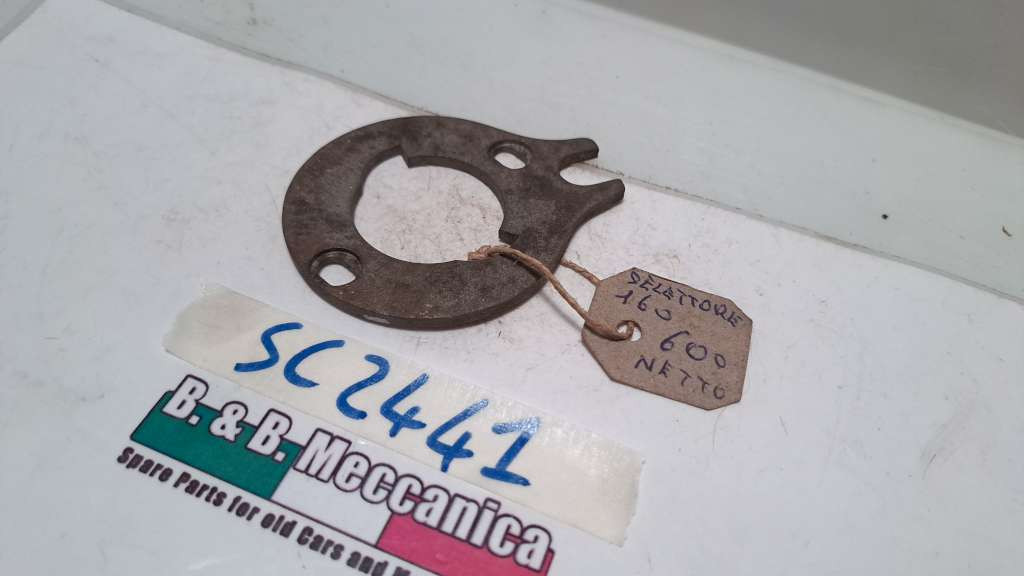 SELETTORE
160
600
NETTO
SC2441
B. & B. Meccanica
Spare Parts for old Cars and